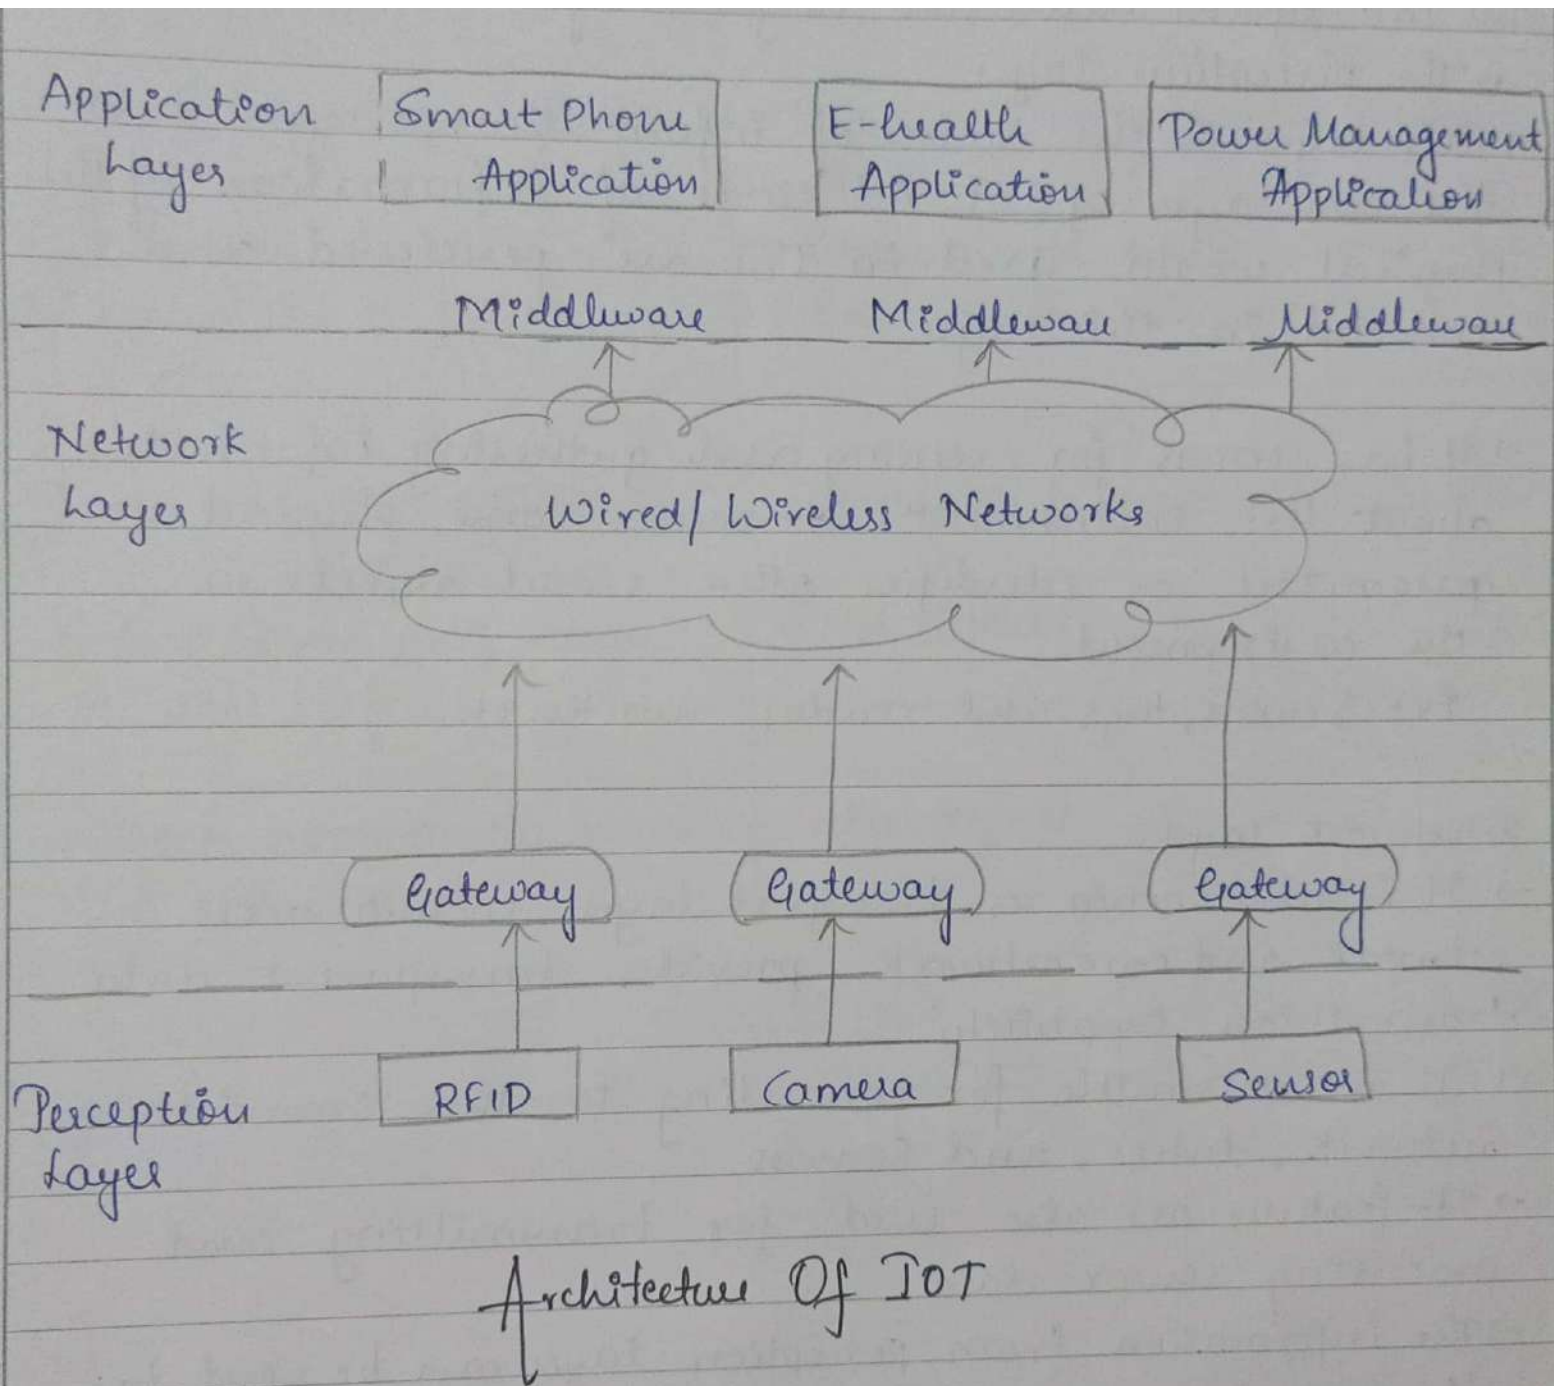 Application
Layer
Smart Phone
Application
E-health
Application
Power Management
Application
Middleware
Middleware
Middleware
Network
Layer
Wired/Wireless Networks
Gateway
Gateway
Gateway
RFID
Camera
Sensor
Perception
Layer
Architecture Of IOT